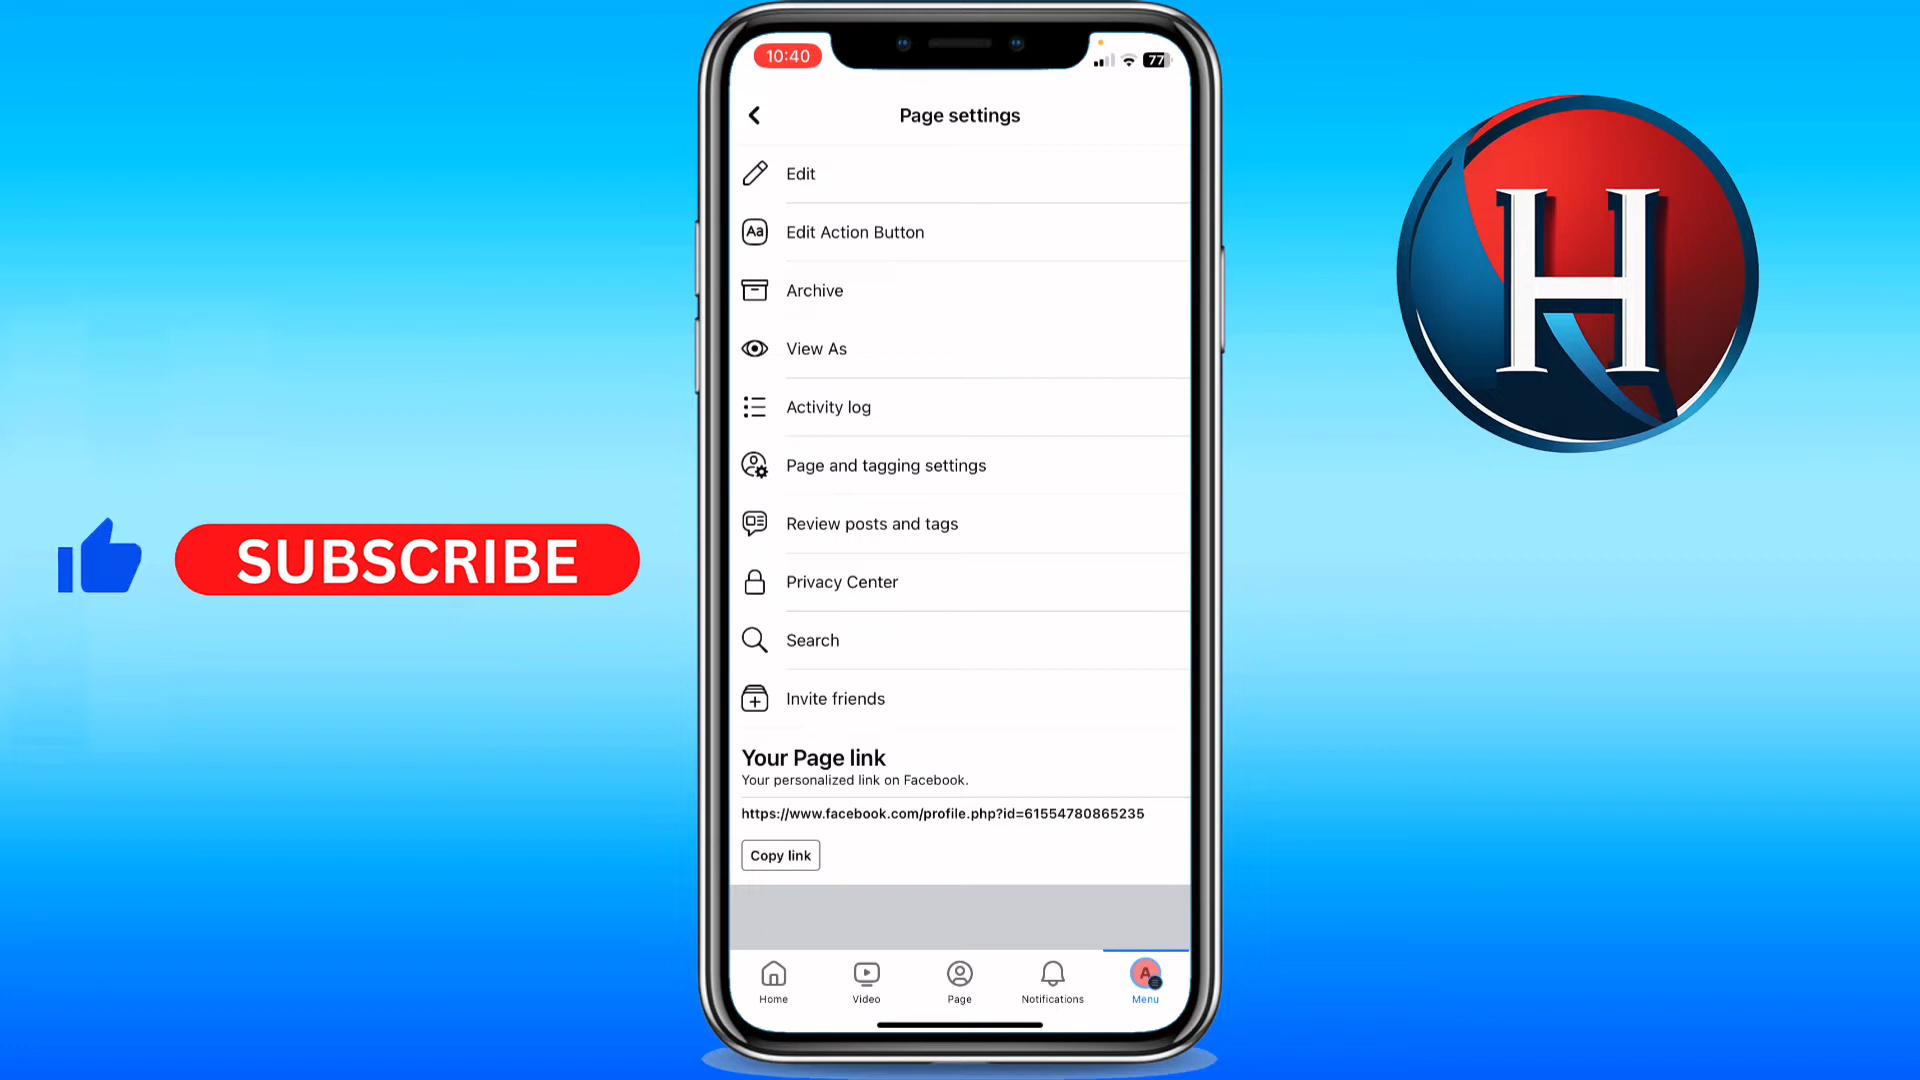 10:40
77
Page settings
Edit
Aa
Edit Action Button
Archive
View As
Activity log
Page and tagging settings
Review posts and tags
Privacy Center
Search
Invite friends
Your Page link
Your personalized link on Facebook.
https://www.facebook.com/profile.php?id=61554780865235
Copy link
Home
Video
Page
Notifications
A
Menu
SUBSCRIBE
H